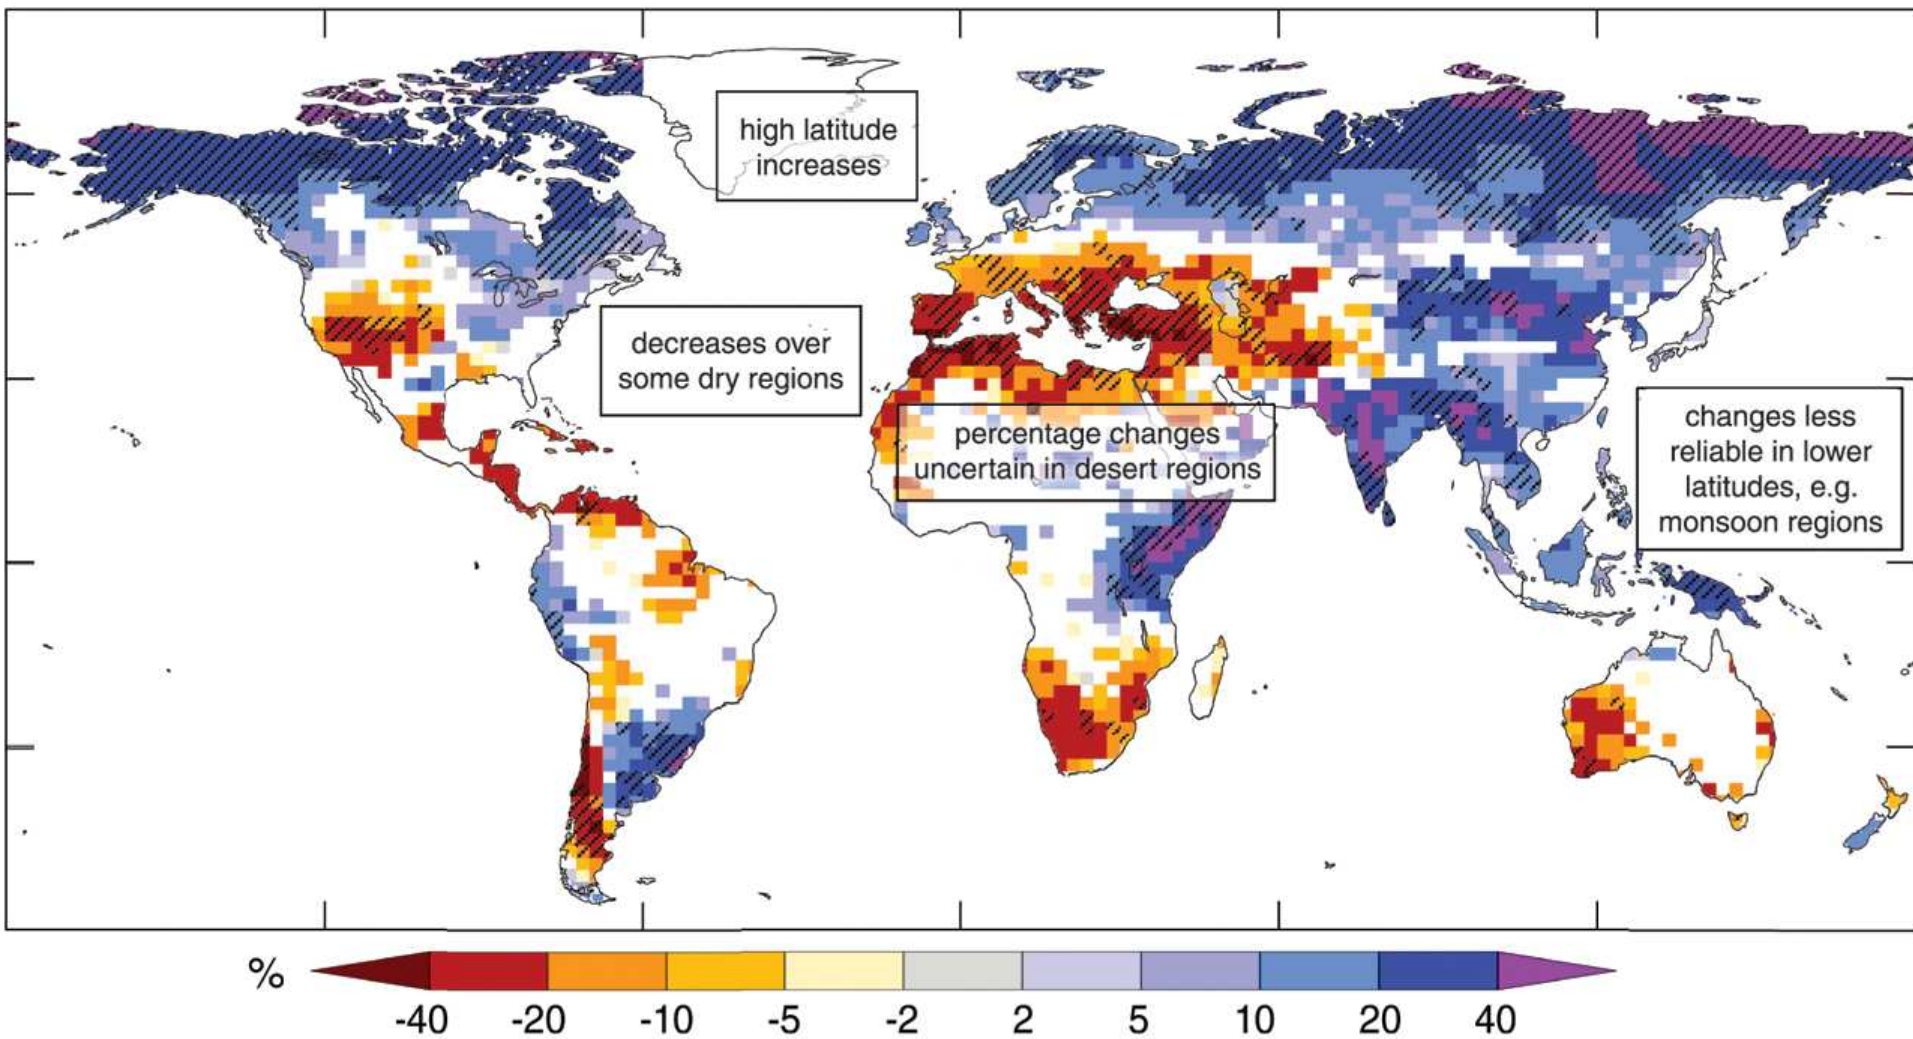 high latitude
increases
decreases over
some dry regions
percentage changes
uncertain in desert regions
changes less
reliable in lower
latitudes, e.g.
monsoon regions
%
-40 -20 -10 -5 -2 2 5 10 20 40